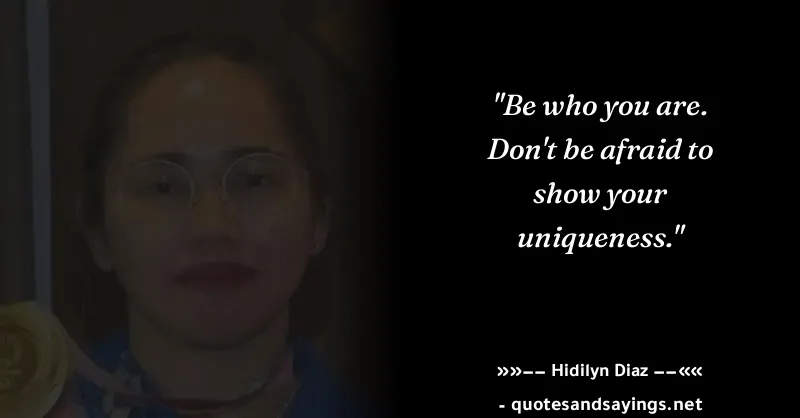 "Be who you are.
Don't be afraid to
show your
uniqueness."
»»−− Hidilyn Diaz −−««
- quotesandsayings.net